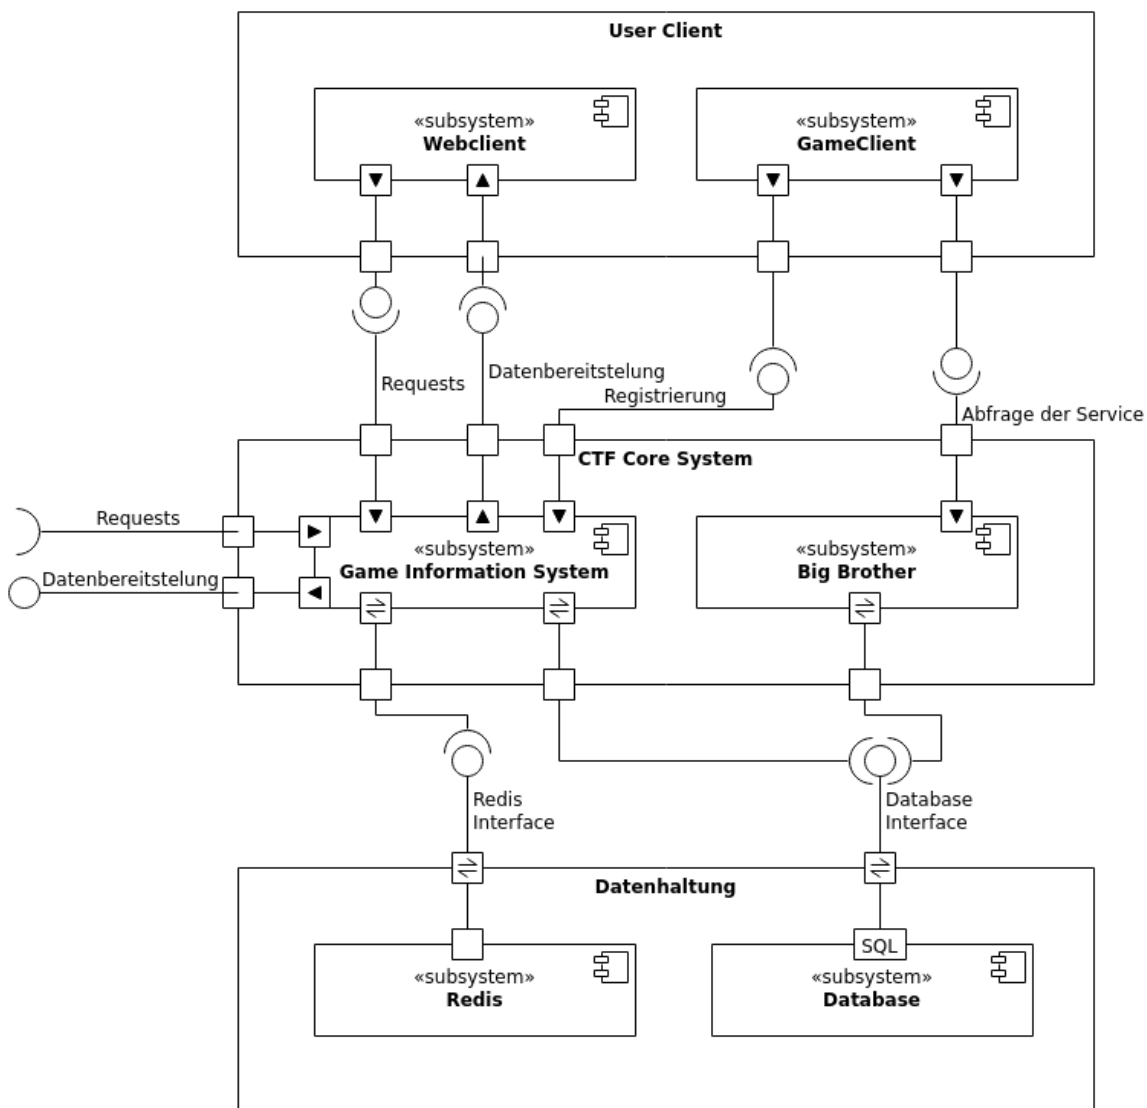 User Client
«subsystem»
Webclient
«subsystem»
GameClient
Requests
Datenbereitstelung
Registrierung
Abfrage der Service
CTF Core System
Requests
Datenbereitstelung
«subsystem»
Game Information System
«subsystem»
Big Brother
Redis
Interface
Database
Interface
Datenhaltung
«subsystem»
Redis
SQL
«subsystem»
Database